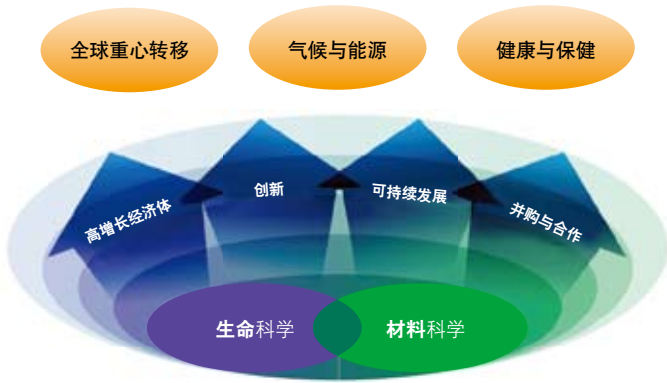 全球重心转移
气候与能源
健康与保健
高增长经济体
创新
可持续发展
并购与合作
生命科学
材料科学